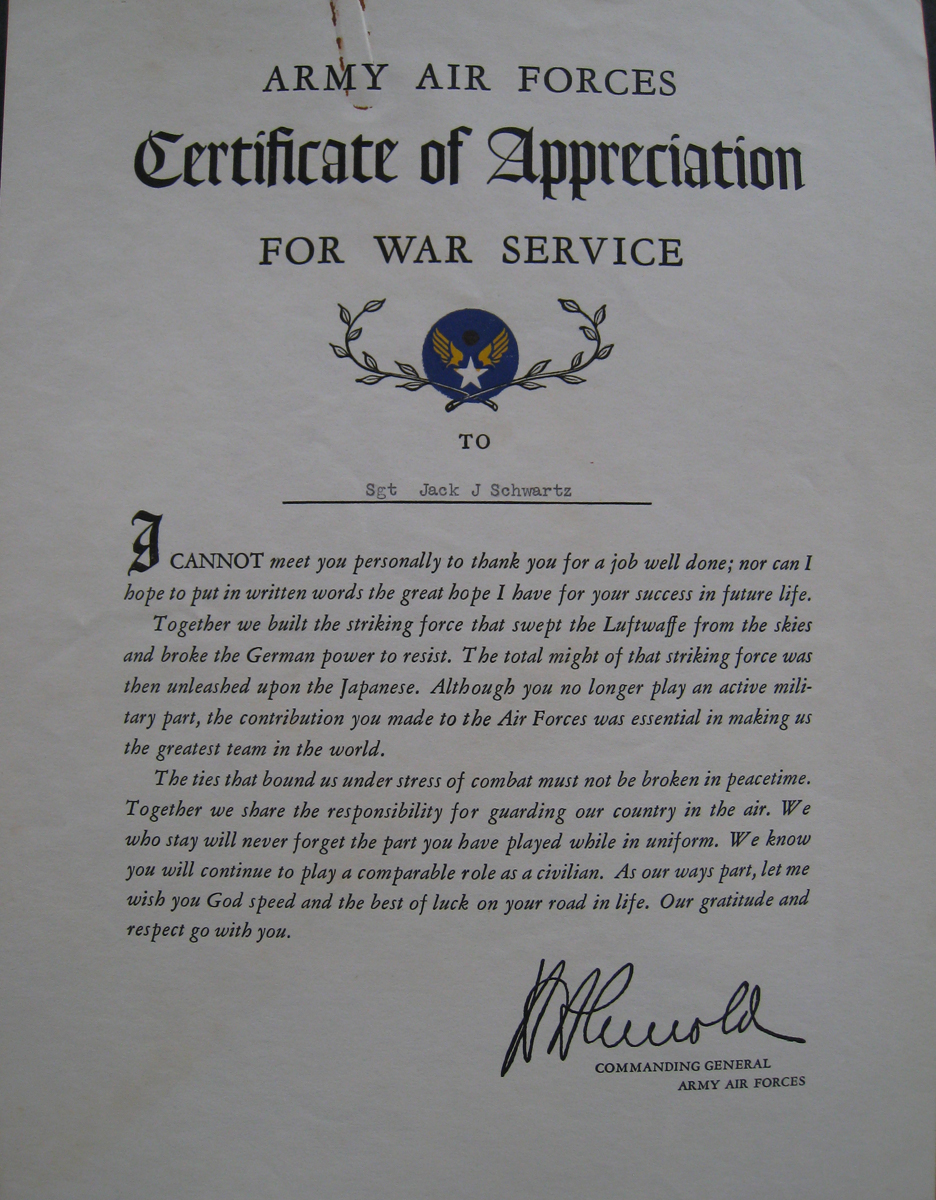 ARMY AIR FORCES
Certificate of Appreciation
FOR WAR SERVICE
TO
Sgt Jack J Schwartz
I CANNOT meet you personally to thank you for a job well done; nor can I
hope to put in written words the great hope I have for your success in future life.
Together we built the striking force that swept the Luftwaffe from the skies
and broke the German power to resist. The total might of that striking force was
then unleashed upon the Japanese. Although you no longer play an active mili-
tary part, the contribution you made to the Air Forces was essential in making us
the greatest team in the world.
The ties that bound us under stress of combat must not be broken in peacetime.
Together we share the responsibility for guarding our country in the air. We
who stay will never forget the part you have played while in uniform. We know
you will continue to play a comparable role as a civilian. As our ways part, let me
wish you God speed and the best of luck on your road in life. Our gratitude and
respect go with you.
H H Arnold
COMMANDING GENERAL
ARMY AIR FORCES